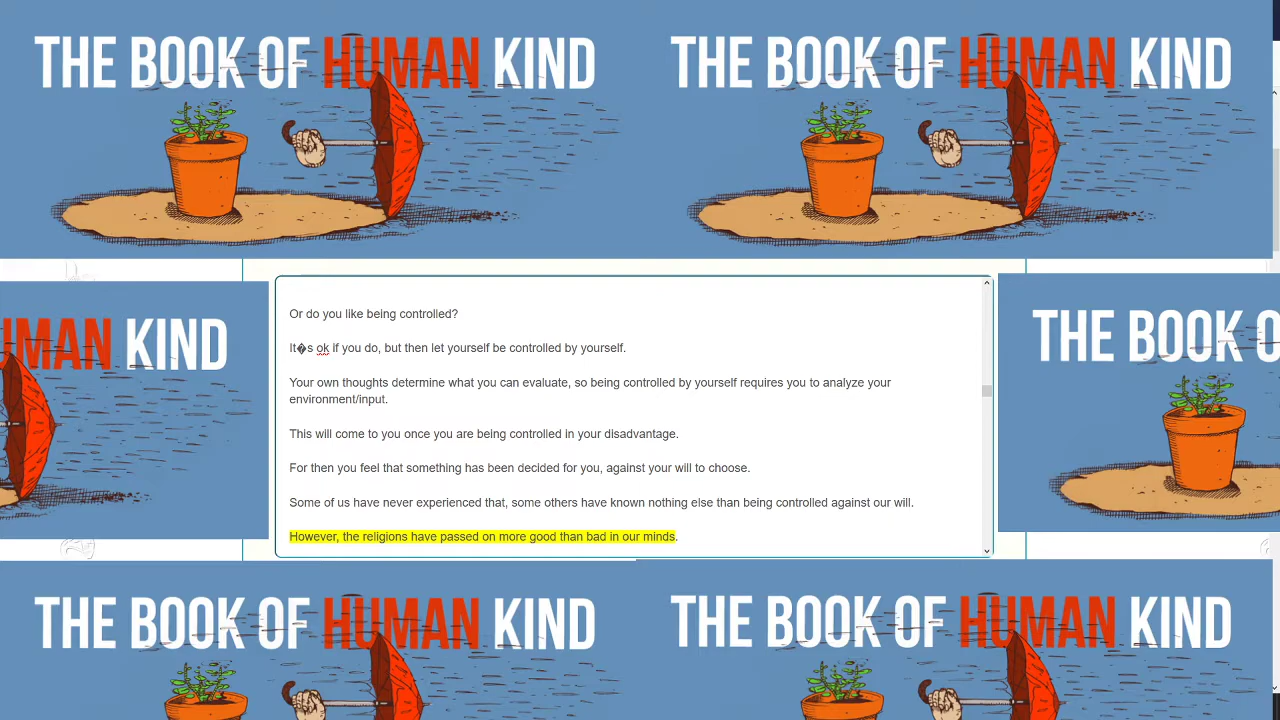 THE BOOK OF HUMAN KIND
THE BOOK OF HUMAN KIND
Or do you like being controlled?
It�s ok if you do, but then let yourself be controlled by yourself.
Your own thoughts determine what you can evaluate, so being controlled by yourself requires you to analyze your
environment/input.
This will come to you once you are being controlled in your disadvantage.
For then you feel that something has been decided for you, against your will to choose.
Some of us have never experienced that, some others have known nothing else than being controlled against our will.
However, the religions have passed on more good than bad in our minds.
UMAN KIND
THE BOOK O
THE BOOK OF HUMAN KIND
THE BOOK OF HUMAN KIND